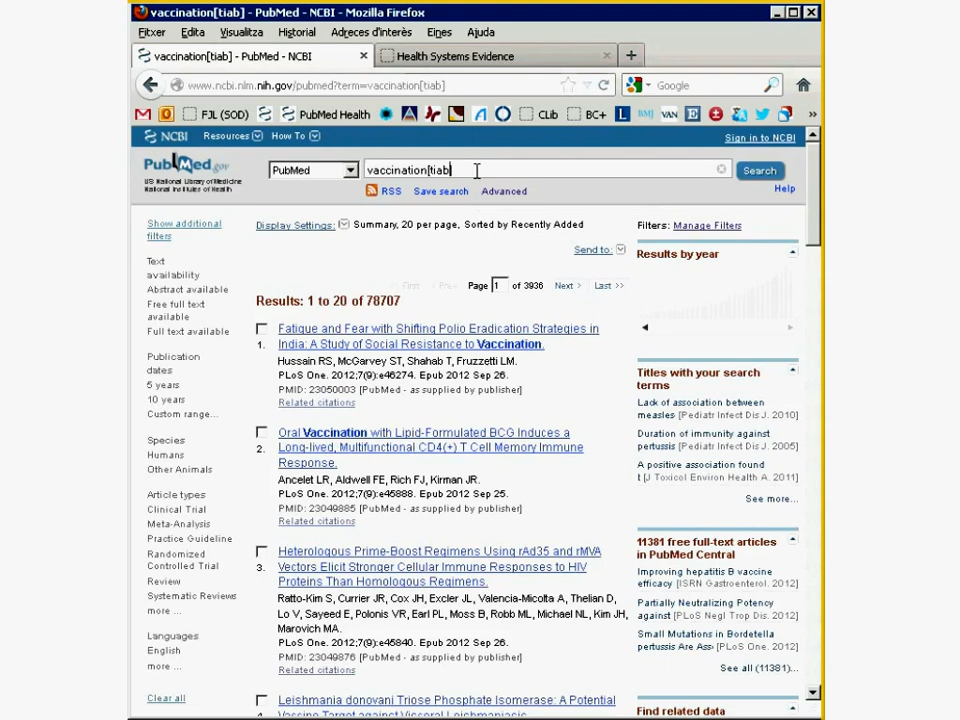 vaccination[tiab] - PubMed - NCBI - Mozilla Firefox
Fitxer Edita Visualitza Historial Adreces d'interès Eines Ajuda
vaccination[tiab] - PubMed - NCBI × Health Systems Evidence × +
www.ncbi.nlm.nih.gov/pubmed?term=vaccination[tiab] Google
FJL (SOD) PubMed Health CLib BC+ L BMJ VAN E
NCBI Resources How To Sign in to NCBI
PubMed.gov
US National Library of Medicine
National Institutes of Health
PubMed vaccination[tiab Search
RSS Save search Advanced Help
Show additional
filters
Text
availability
Abstract available
Free full text
available
Full text available
Publication
dates
5 years
10 years
Custom range...
Species
Humans
Other Animals
Article types
Clinical Trial
Meta-Analysis
Practice Guideline
Randomized
Controlled Trial
Review
Systematic Reviews
more ...
Languages
English
more ...
Clear all
Display Settings: Summary, 20 per page, Sorted by Recently Added
Send to:
<< First < Prev Page 1 of 3936 Next > Last >>
Results: 1 to 20 of 78707
Fatigue and Fear with Shifting Polio Eradication Strategies in
1. India: A Study of Social Resistance to Vaccination.
Hussain RS, McGarvey ST, Shahab T, Fruzzetti LM.
PLoS One. 2012;7(9):e46274. Epub 2012 Sep 26.
PMID: 23050003 [PubMed - as supplied by publisher]
Related citations
Oral Vaccination with Lipid-Formulated BCG Induces a
2. Long-lived, Multifunctional CD4(+) T Cell Memory Immune
Response.
Ancelet LR, Aldwell FE, Rich FJ, Kirman JR.
PLoS One. 2012;7(9):e45888. Epub 2012 Sep 25.
PMID: 23049885 [PubMed - as supplied by publisher]
Related citations
Heterologous Prime-Boost Regimens Using rAd35 and rMVA
3. Vectors Elicit Stronger Cellular Immune Responses to HIV
Proteins Than Homologous Regimens.
Ratto-Kim S, Currier JR, Cox JH, Excler JL, Valencia-Micolta A, Thelian D,
Lo V, Sayeed E, Polonis VR, Earl PL, Moss B, Robb ML, Michael NL, Kim JH,
Marovich MA.
PLoS One. 2012;7(9):e45840. Epub 2012 Sep 26.
PMID: 23049876 [PubMed - as supplied by publisher]
Related citations
Leishmania donovani Triose Phosphate Isomerase: A Potential
4. Vaccine Target against Visceral Leishmaniasis.
Filters: Manage Filters
Results by year
Titles with your search
terms
Lack of association between
measles [Pediatr Infect Dis J. 2010]
Duration of immunity against
pertussis [Pediatr Infect Dis J. 2005]
A positive association found
t [J Toxicol Environ Health A. 2011]
See more...
11381 free full-text articles
in PubMed Central
Improving hepatitis B vaccine
efficacy [ISRN Gastroenterol. 2012]
Partially Neutralizing Potency
against [PLoS Negl Trop Dis. 2012]
Small Mutations in Bordetella
pertussis Are Ass [PLoS One. 2012]
See all (11381)...
Find related data